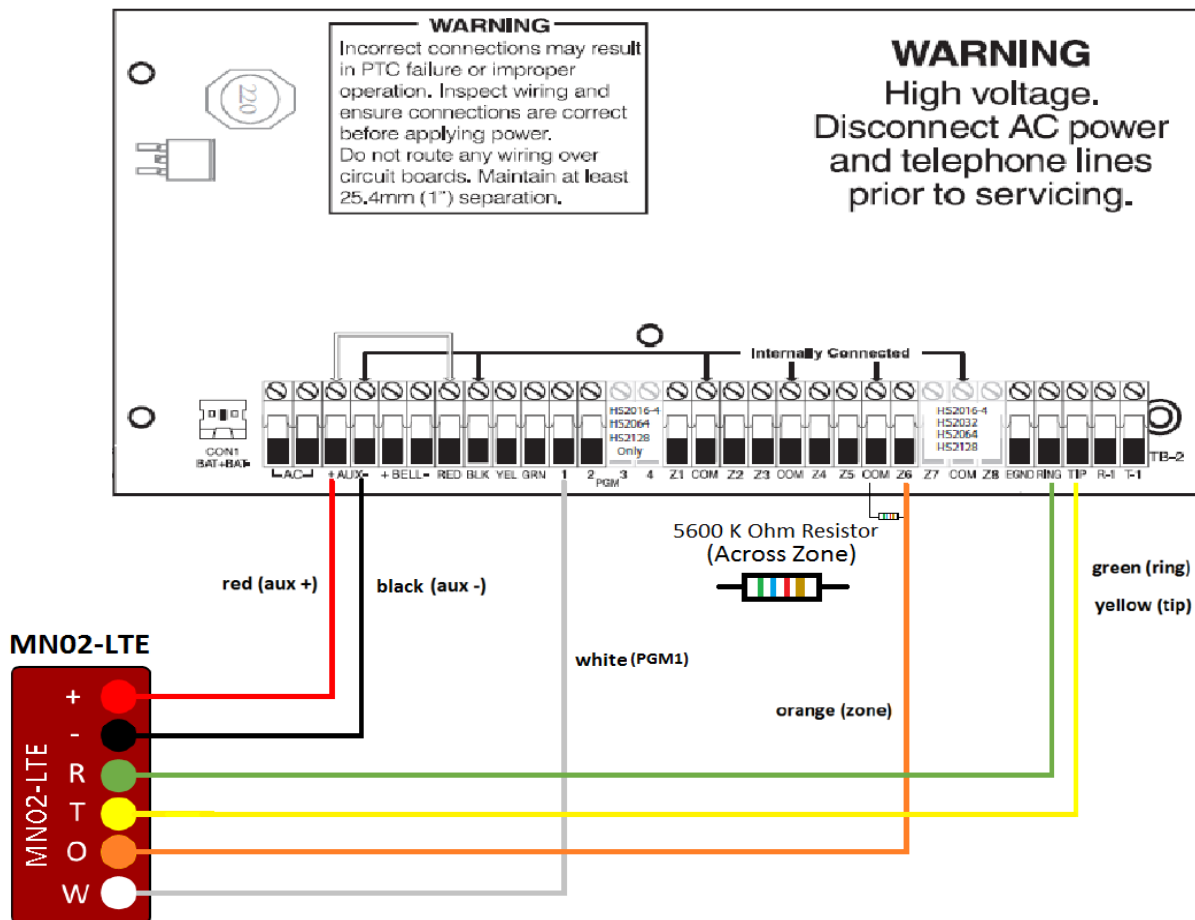 WARNING
Incorrect connections may result
in PTC failure or improper
operation. Inspect wiring and
ensure connections are correct
before applying power.
Do not route any wiring over
circuit boards. Maintain at least
25.4mm (1") separation.
WARNING
High voltage.
Disconnect AC power
and telephone lines
prior to servicing.
220
Internally Connected
CON1
BAT+BAT-
HS2016-4
HS2064
HS2128
Only
HS2016-4
HS2032
HS2064
HS2128
TB-2
AC + AUX- + BELL- RED BLK YEL GRN 1 2 3 4 Z1 COM Z2 Z3 COM Z4 Z5 COM Z6 Z7 COM Z8 EGND RING TIP R-1 T-1
PGM
5600 K Ohm Resistor
(Across Zone)
red (aux +)
black (aux -)
green (ring)
yellow (tip)
white (PGM1)
orange (zone)
MN02-LTE
MN02-LTE
+
-
R
T
O
W